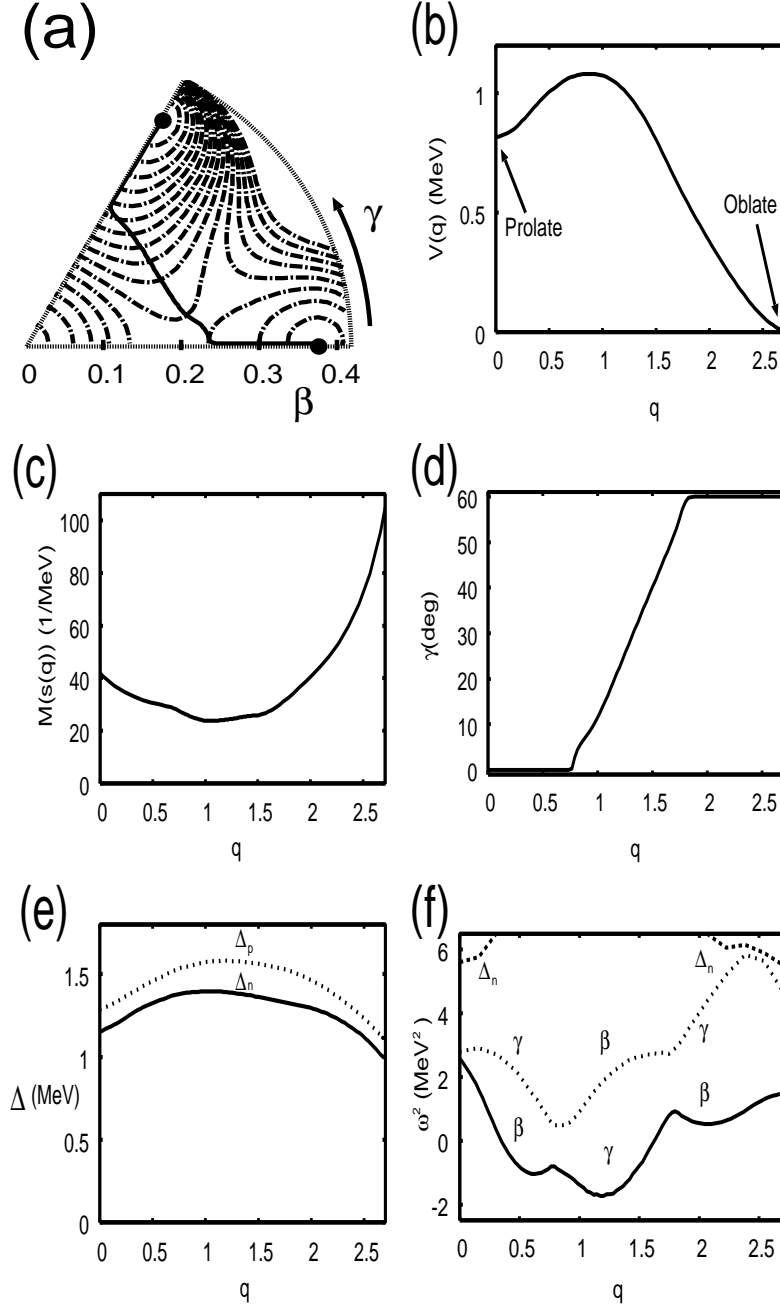 (a)
γ
0 0.1 0.2 0.3 0.4
β
(b)
V(q) (MeV)
1
0.5
0
Prolate
Oblate
0 0.5 1 1.5 2 2.5
q
(c)
M(s(q)) (1/MeV)
100
80
60
40
20
0
0 0.5 1 1.5 2 2.5
q
(d)
γ(deg)
60
50
40
30
20
10
0
0 0.5 1 1.5 2 2.5
q
(e)
Δ (MeV)
1.5
1
0.5
0
Δp
Δn
0 0.5 1 1.5 2 2.5
q
(f)
ω² (MeV²)
6
4
2
0
-2
Δn
Δn
γ
β
γ
β
γ
β
0 0.5 1 1.5 2 2.5
q